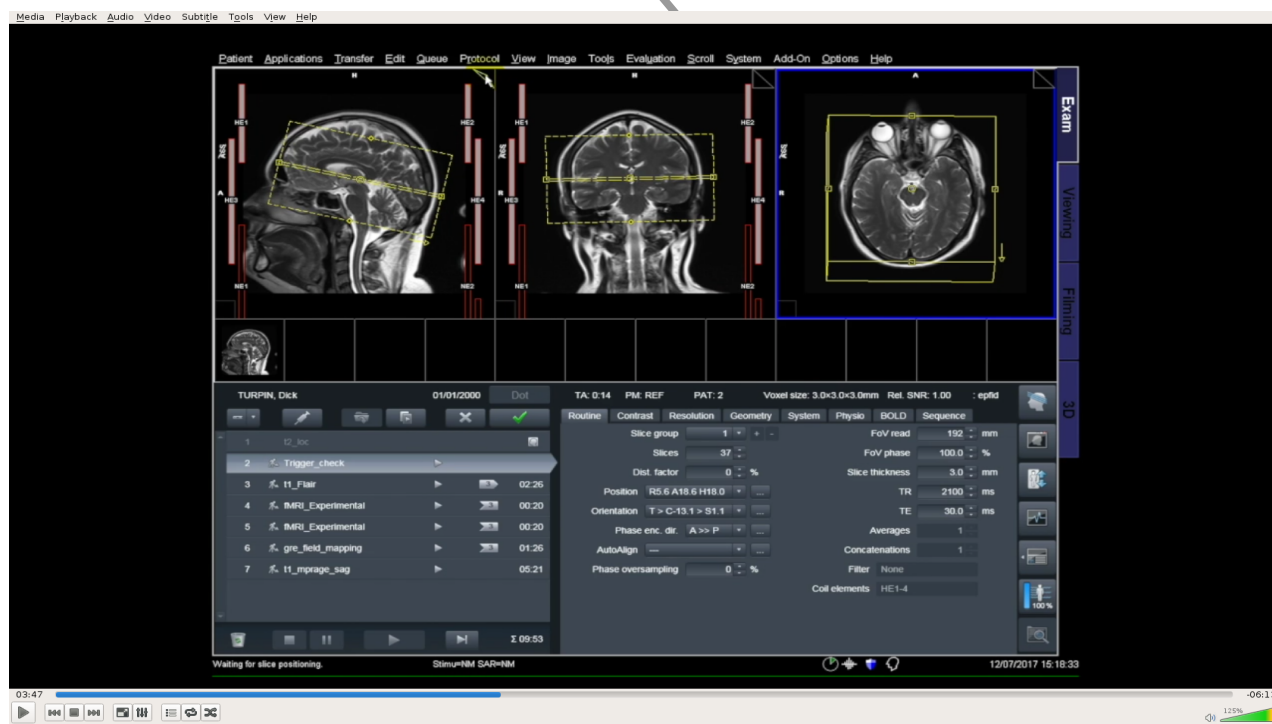 Media Playback Audio Video Subtitle Tools View Help
Patient Applications Transfer Edit Queue Protocol View Image Tools Evaluation Scroll System Add-On Options Help
H H A
HE1 HE2 HE1 HE2
A HE3 HE4 R HE3 HE4 R
NE1 NE2 NE1 NE2
Exam
Viewing
Filming
3D
TURPIN, Dick 01/01/2000 Dot TA: 0:14 PM: REF PAT: 2 Voxel size: 3.0×3.0×3.0mm Rel. SNR: 1.00 : epfid
Routine Contrast Resolution Geometry System Physio BOLD Sequence
1 t2_loc
2 Trigger_check
3 t1_Flair 02:26
4 fMRI_Experimental 00:20
5 fMRI_Experimental 00:20
6 gre_field_mapping 01:26
7 t1_mprage_sag 05:21
Σ 09:53
Slice group 1 + -
Slices 37
Dist. factor 0 %
Position R5.6 A18.6 H18.0 ...
Orientation T > C-13.1 > S1.1 ...
Phase enc. dir. A >> P ...
AutoAlign --- ...
Phase oversampling 0 %
FoV read 192 mm
FoV phase 100.0 %
Slice thickness 3.0 mm
TR 2100 ms
TE 30.0 ms
Averages 1
Concatenations 1
Filter None
Coil elements HE1-4
100 %
Waiting for slice positioning. Stimu=NM SAR=NM 12/07/2017 15:18:33
03:47
125%